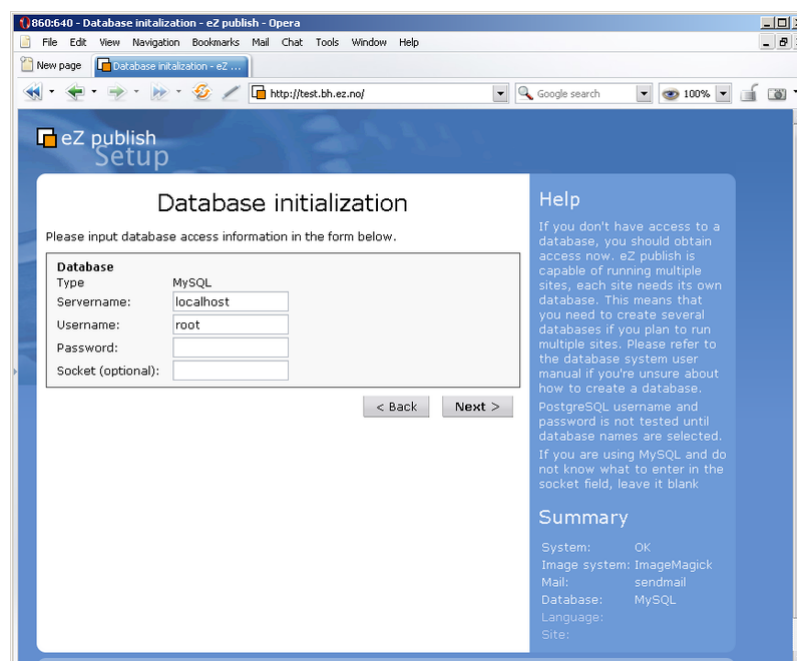 860:640 - Database initalization - eZ publish - Opera
File Edit View Navigation Bookmarks Mail Chat Tools Window Help
New page
Database initalization - eZ ...
http://test.bh.ez.no/
Google search
100%
eZ publish
Setup
Database initialization
Please input database access information in the form below.
Database
Type MySQL
Servername: localhost
Username: root
Password:
Socket (optional):
< Back Next >
Help
If you don't have access to a
database, you should obtain
access now. eZ publish is
capable of running multiple
sites, each site needs its own
database. This means that
you need to create several
databases if you plan to run
multiple sites. Please refer to
the database system user
manual if you're unsure about
how to create a database.
PostgreSQL username and
password is not tested until
database names are selected.
If you are using MySQL and do
not know what to enter in the
socket field, leave it blank
Summary
System: OK
Image system: ImageMagick
Mail: sendmail
Database: MySQL
Language:
Site: